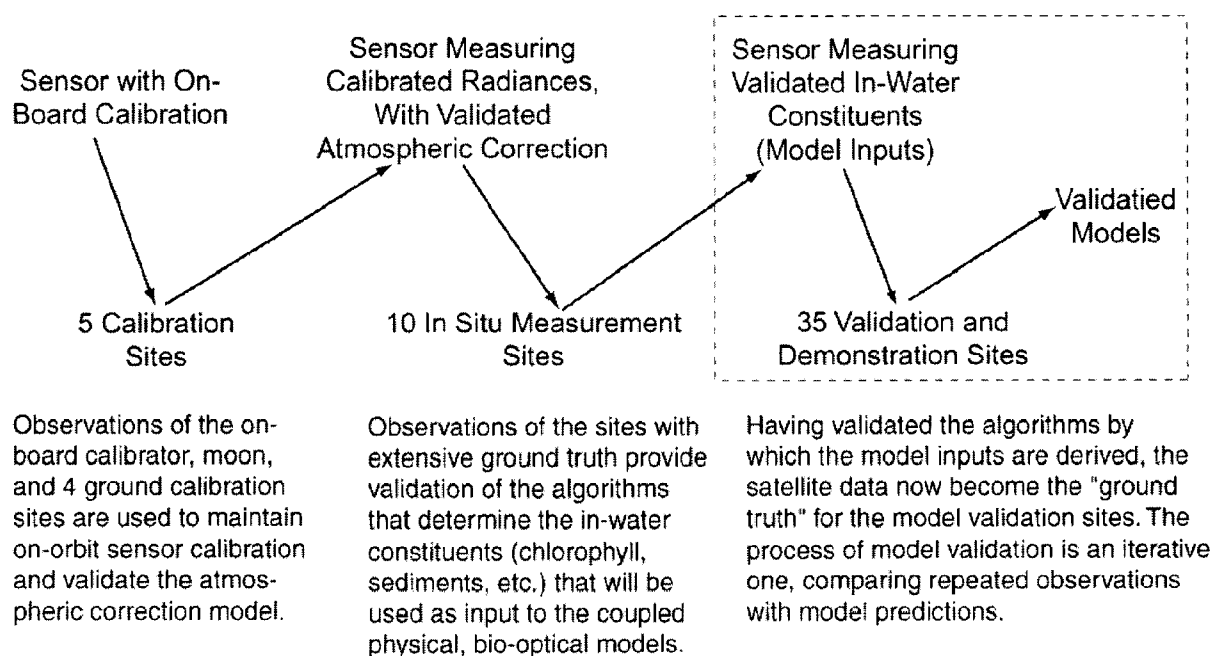 Sensor with On-
Board Calibration
Sensor Measuring
Calibrated Radiances,
With Validated
Atmospheric Correction
Sensor Measuring
Validated In-Water
Constituents
(Model Inputs)
Validatied
Models
5 Calibration
Sites
10 In Situ Measurement
Sites
35 Validation and
Demonstration Sites
Observations of the on-
board calibrator, moon,
and 4 ground calibration
sites are used to maintain
on-orbit sensor calibration
and validate the atmos-
pheric correction model.
Observations of the sites with
extensive ground truth provide
validation of the algorithms
that determine the in-water
constituents (chlorophyll,
sediments, etc.) that will be
used as input to the coupled
physical, bio-optical models.
Having validated the algorithms by
which the model inputs are derived, the
satellite data now become the "ground
truth" for the model validation sites. The
process of model validation is an iterative
one, comparing repeated observations
with model predictions.